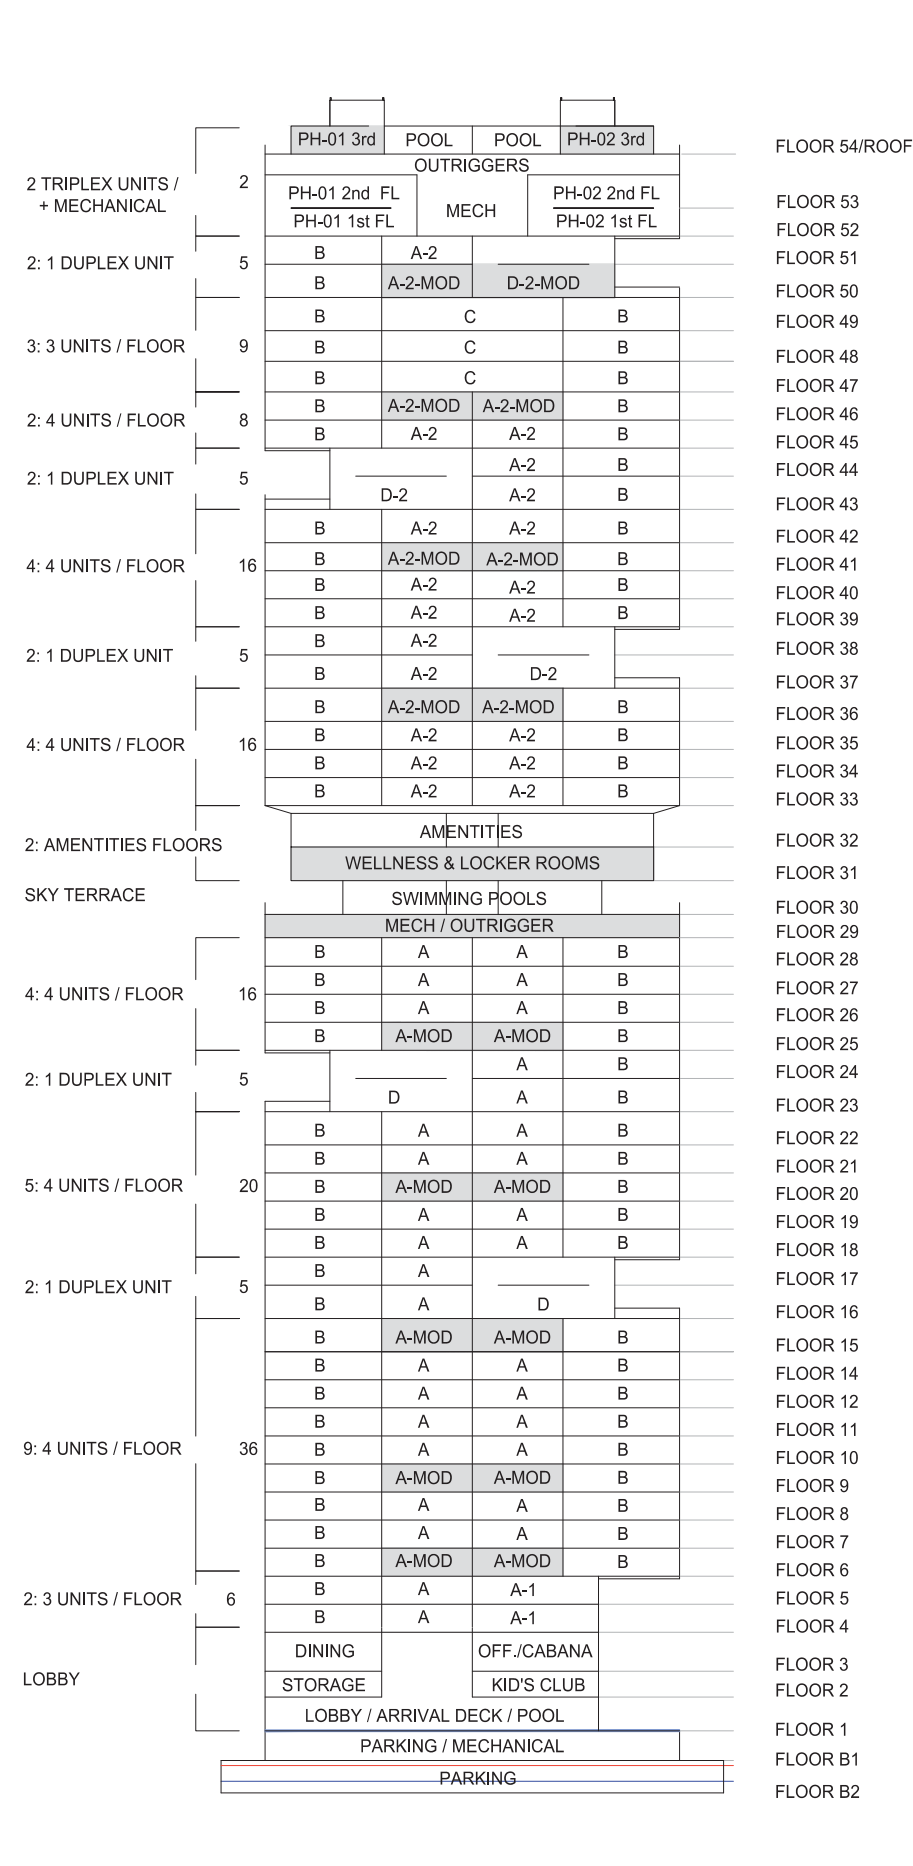 PH-01 3rd POOL POOL PH-02 3rd FLOOR 54/ROOF
OUTRIGGERS
2 TRIPLEX UNITS / 2
+ MECHANICAL
PH-01 2nd FL MECH PH-02 2nd FL FLOOR 53
PH-01 1st FL PH-02 1st FL FLOOR 52
B A-2 FLOOR 51
2: 1 DUPLEX UNIT 5
B A-2-MOD D-2-MOD FLOOR 50
B C B FLOOR 49
3: 3 UNITS / FLOOR 9 B C B FLOOR 48
B C B FLOOR 47
B A-2-MOD A-2-MOD B FLOOR 46
2: 4 UNITS / FLOOR 8
B A-2 A-2 B FLOOR 45
A-2 B FLOOR 44
2: 1 DUPLEX UNIT 5
D-2 A-2 B FLOOR 43
B A-2 A-2 B FLOOR 42
4: 4 UNITS / FLOOR 16 B A-2-MOD A-2-MOD B FLOOR 41
B A-2 A-2 B FLOOR 40
B A-2 A-2 B FLOOR 39
B A-2 FLOOR 38
2: 1 DUPLEX UNIT 5
B A-2 D-2 FLOOR 37
B A-2-MOD A-2-MOD B FLOOR 36
4: 4 UNITS / FLOOR 16 B A-2 A-2 B FLOOR 35
B A-2 A-2 B FLOOR 34
B A-2 A-2 B FLOOR 33
2: AMENTITIES FLOORS AMENTITIES FLOOR 32
WELLNESS & LOCKER ROOMS FLOOR 31
SKY TERRACE SWIMMING POOLS FLOOR 30
MECH / OUTRIGGER FLOOR 29
B A A B FLOOR 28
4: 4 UNITS / FLOOR 16 B A A B FLOOR 27
B A A B FLOOR 26
B A-MOD A-MOD B FLOOR 25
A B FLOOR 24
2: 1 DUPLEX UNIT 5
D A B FLOOR 23
B A A B FLOOR 22
B A A B FLOOR 21
5: 4 UNITS / FLOOR 20 B A-MOD A-MOD B FLOOR 20
B A A B FLOOR 19
B A A B FLOOR 18
B A FLOOR 17
2: 1 DUPLEX UNIT 5
B A D FLOOR 16
B A-MOD A-MOD B FLOOR 15
B A A B FLOOR 14
B A A B FLOOR 12
B A A B FLOOR 11
9: 4 UNITS / FLOOR 36 B A A B FLOOR 10
B A-MOD A-MOD B FLOOR 9
B A A B FLOOR 8
B A A B FLOOR 7
B A-MOD A-MOD B FLOOR 6
2: 3 UNITS / FLOOR 6 B A A-1 FLOOR 5
B A A-1 FLOOR 4
DINING OFF./CABANA FLOOR 3
LOBBY STORAGE KID'S CLUB FLOOR 2
LOBBY / ARRIVAL DECK / POOL FLOOR 1
PARKING / MECHANICAL FLOOR B1
PARKING FLOOR B2